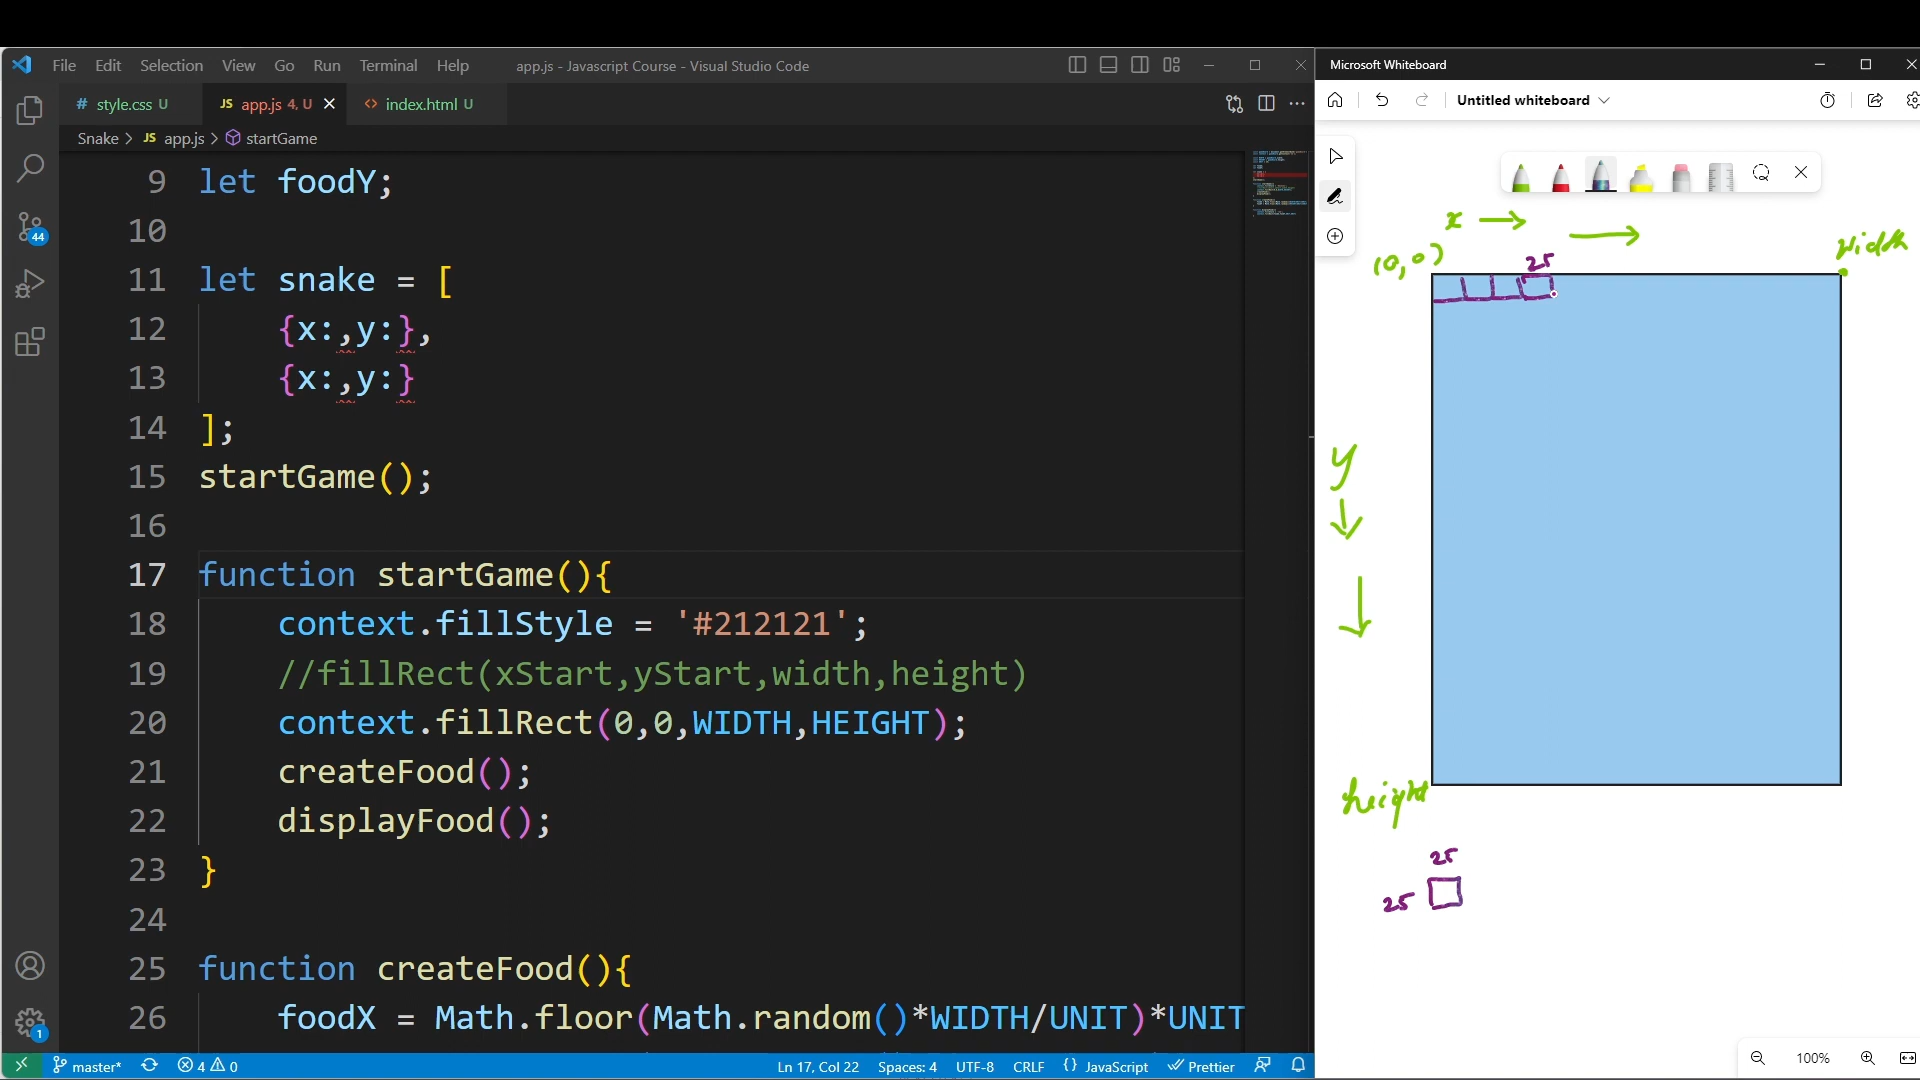 File Edit Selection View Go Run Terminal Help
app.js - Javascript Course - Visual Studio Code
# style.css U
JS app.js 4, U
<> index.html U
Snake > JS app.js > startGame
9 let foodY;
10
11 let snake = [
12 {x:,y:},
13 {x:,y:}
14 ];
15 startGame();
16
17 function startGame(){
18 context.fillStyle = '#212121';
19 //fillRect(xStart,yStart,width,height)
20 context.fillRect(0,0,WIDTH,HEIGHT);
21 createFood();
22 displayFood();
23 }
24
25 function createFood(){
26 foodX = Math.floor(Math.random()*WIDTH/UNIT)*UNIT
44
1
master* 4 0
Ln 17, Col 22 Spaces: 4 UTF-8 CRLF {} JavaScript Prettier
Microsoft Whiteboard
Untitled whiteboard
x
(0,0)
width
25
y
height
25
25
100%